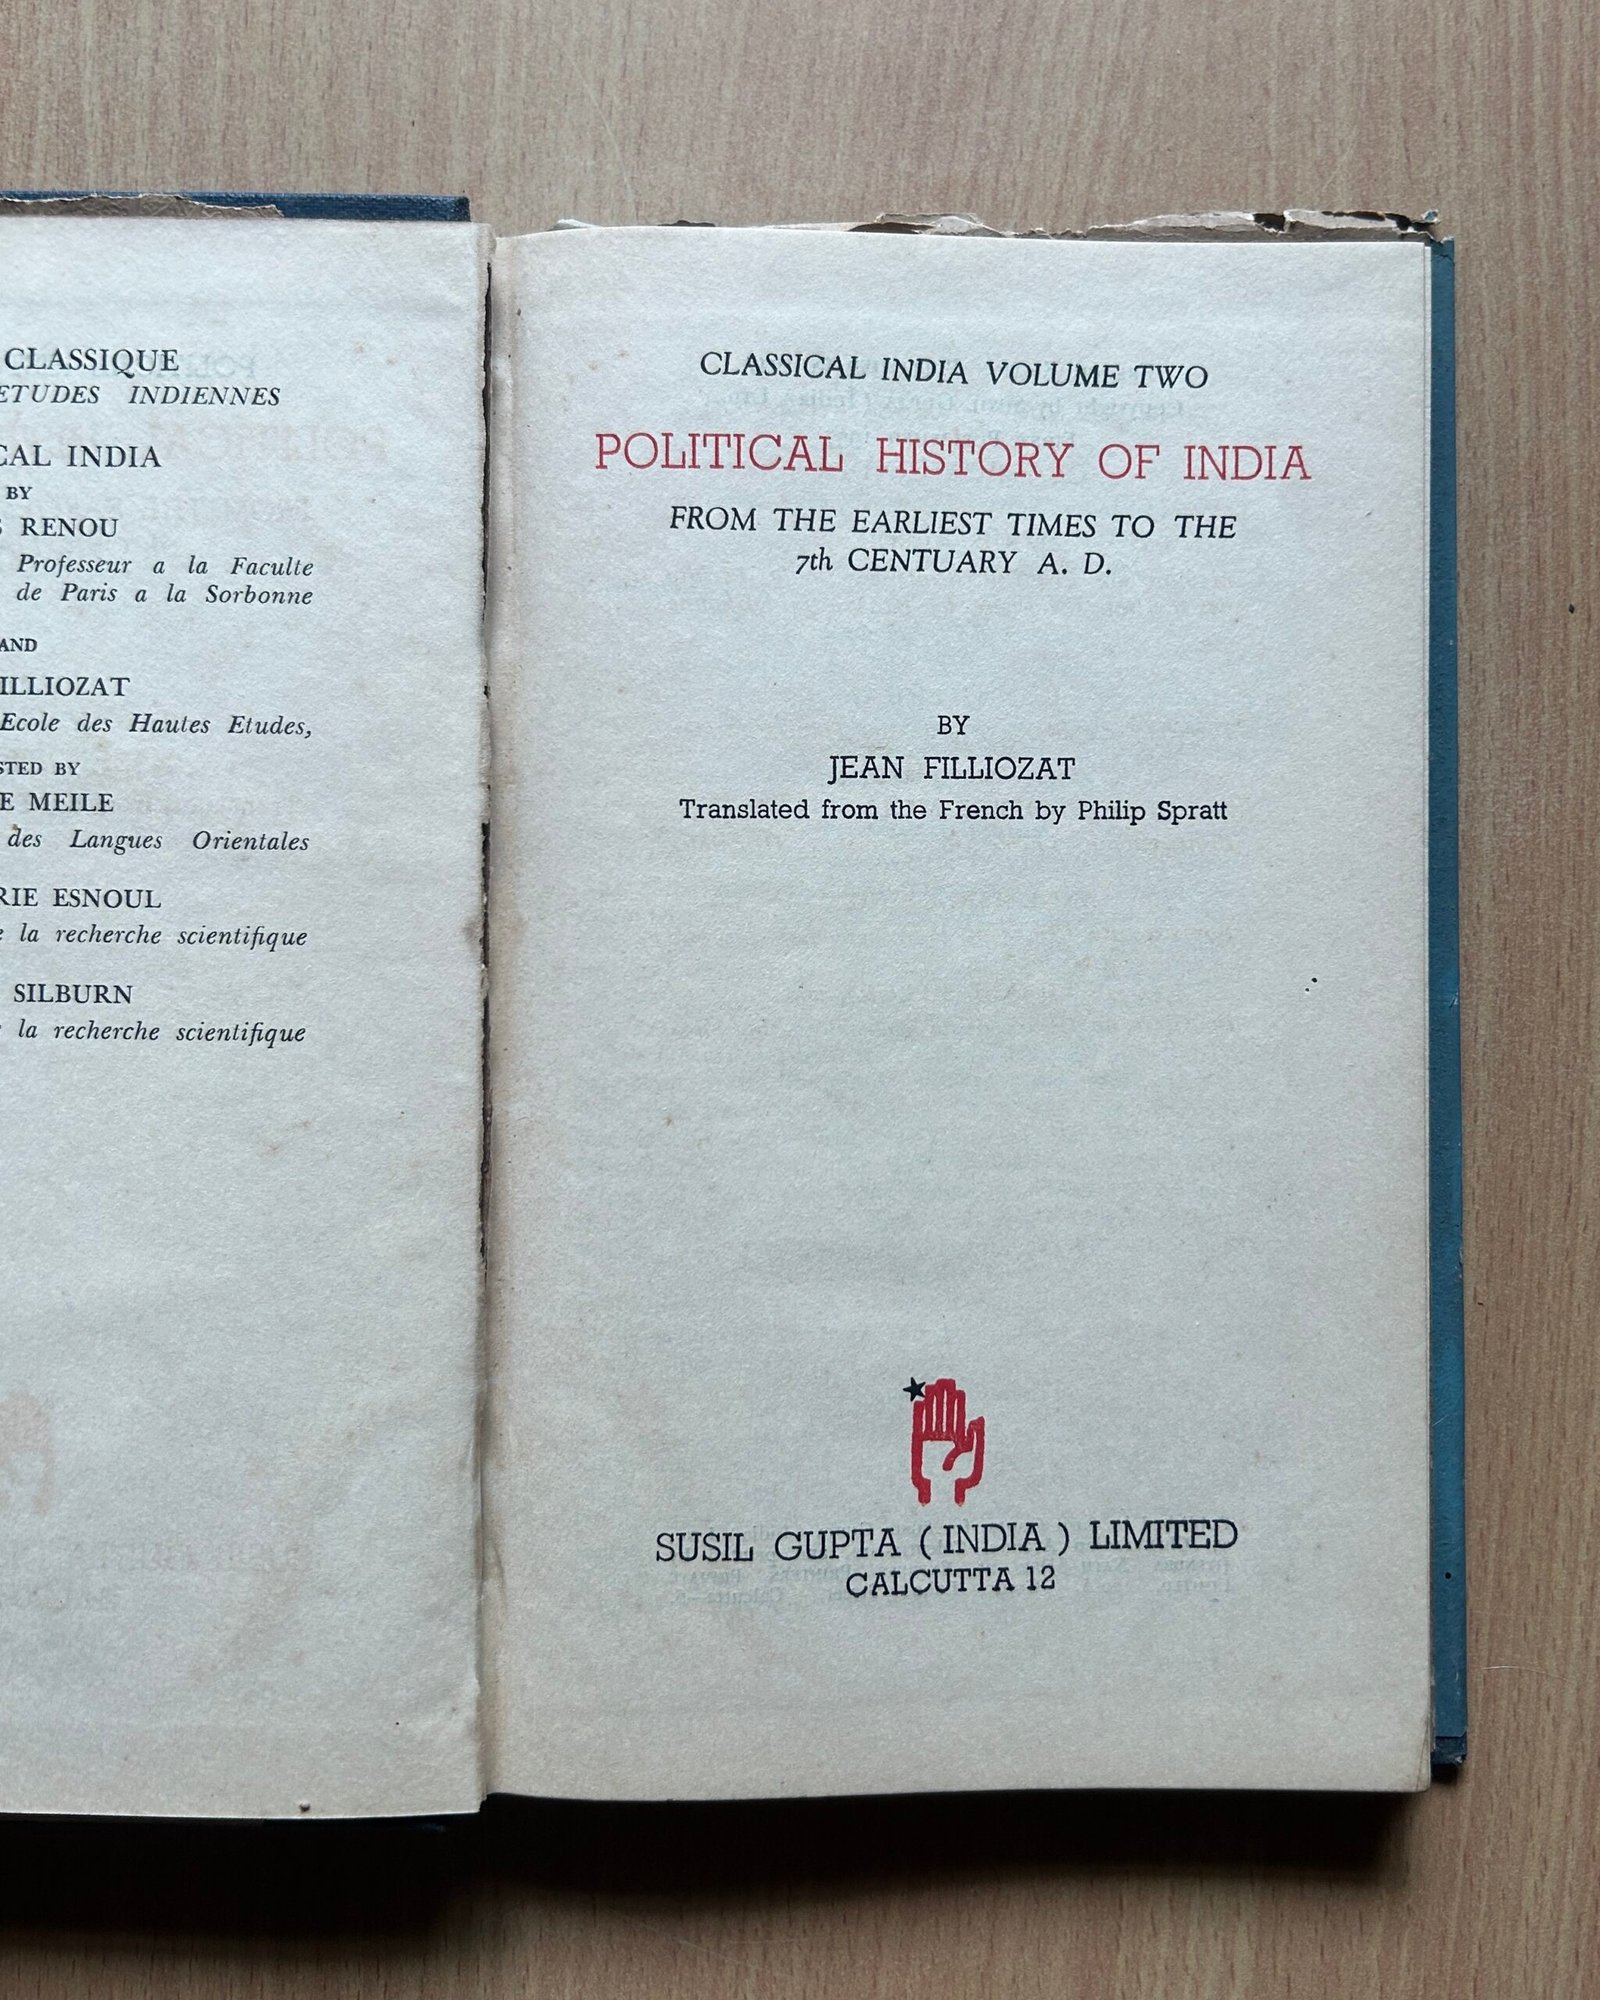 CLASSIQUE
ETUDES INDIENNES
CAL INDIA
BY
S RENOU
Professeur a la Faculte
de Paris a la Sorbonne
AND
ILLIOZAT
Ecole des Hautes Etudes,
STED BY
E MEILE
des Langues Orientales
RIE ESNOUL
e la recherche scientifique
SILBURN
la recherche scientifique
CLASSICAL INDIA VOLUME TWO
POLITICAL HISTORY OF INDIA
FROM THE EARLIEST TIMES TO THE
7th CENTUARY A. D.
BY
JEAN FILLIOZAT
Translated from the French by Philip Spratt
SUSIL GUPTA ( INDIA ) LIMITED
CALCUTTA 12